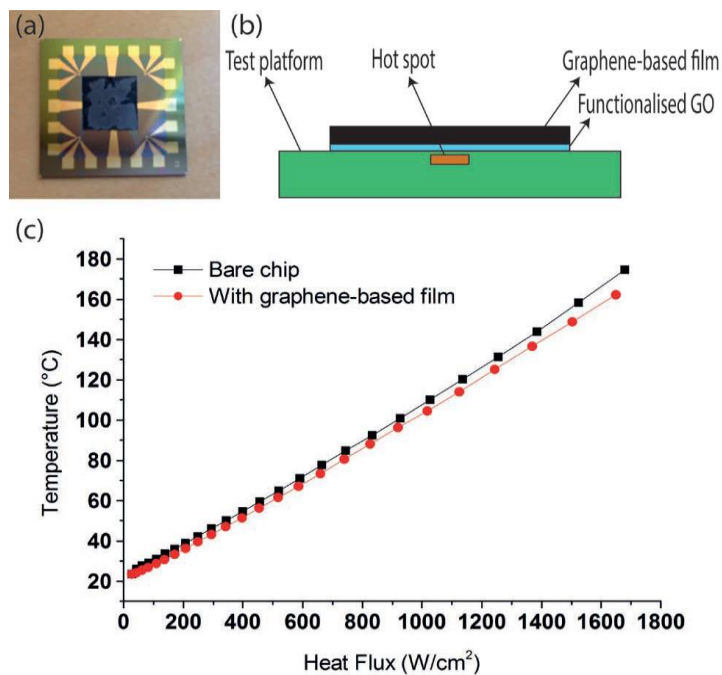 (a)
(b)
Test platform
Hot spot
Graphene-based film
Functionalised GO
(c)
Bare chip
With graphene-based film
Temperature (°C)
180
160
140
120
100
80
60
40
20
0 200 400 600 800 1000 1200 1400 1600 1800
Heat Flux (W/cm²)